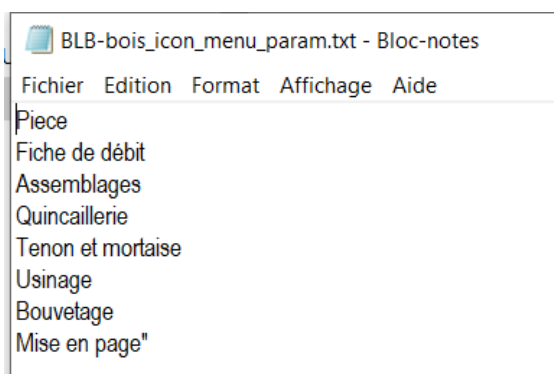 BLB-bois_icon_menu_param.txt - Bloc-notes
Fichier Edition Format Affichage Aide
Piece
Fiche de débit
Assemblages
Quincaillerie
Tenon et mortaise
Usinage
Bouvetage
Mise en page"